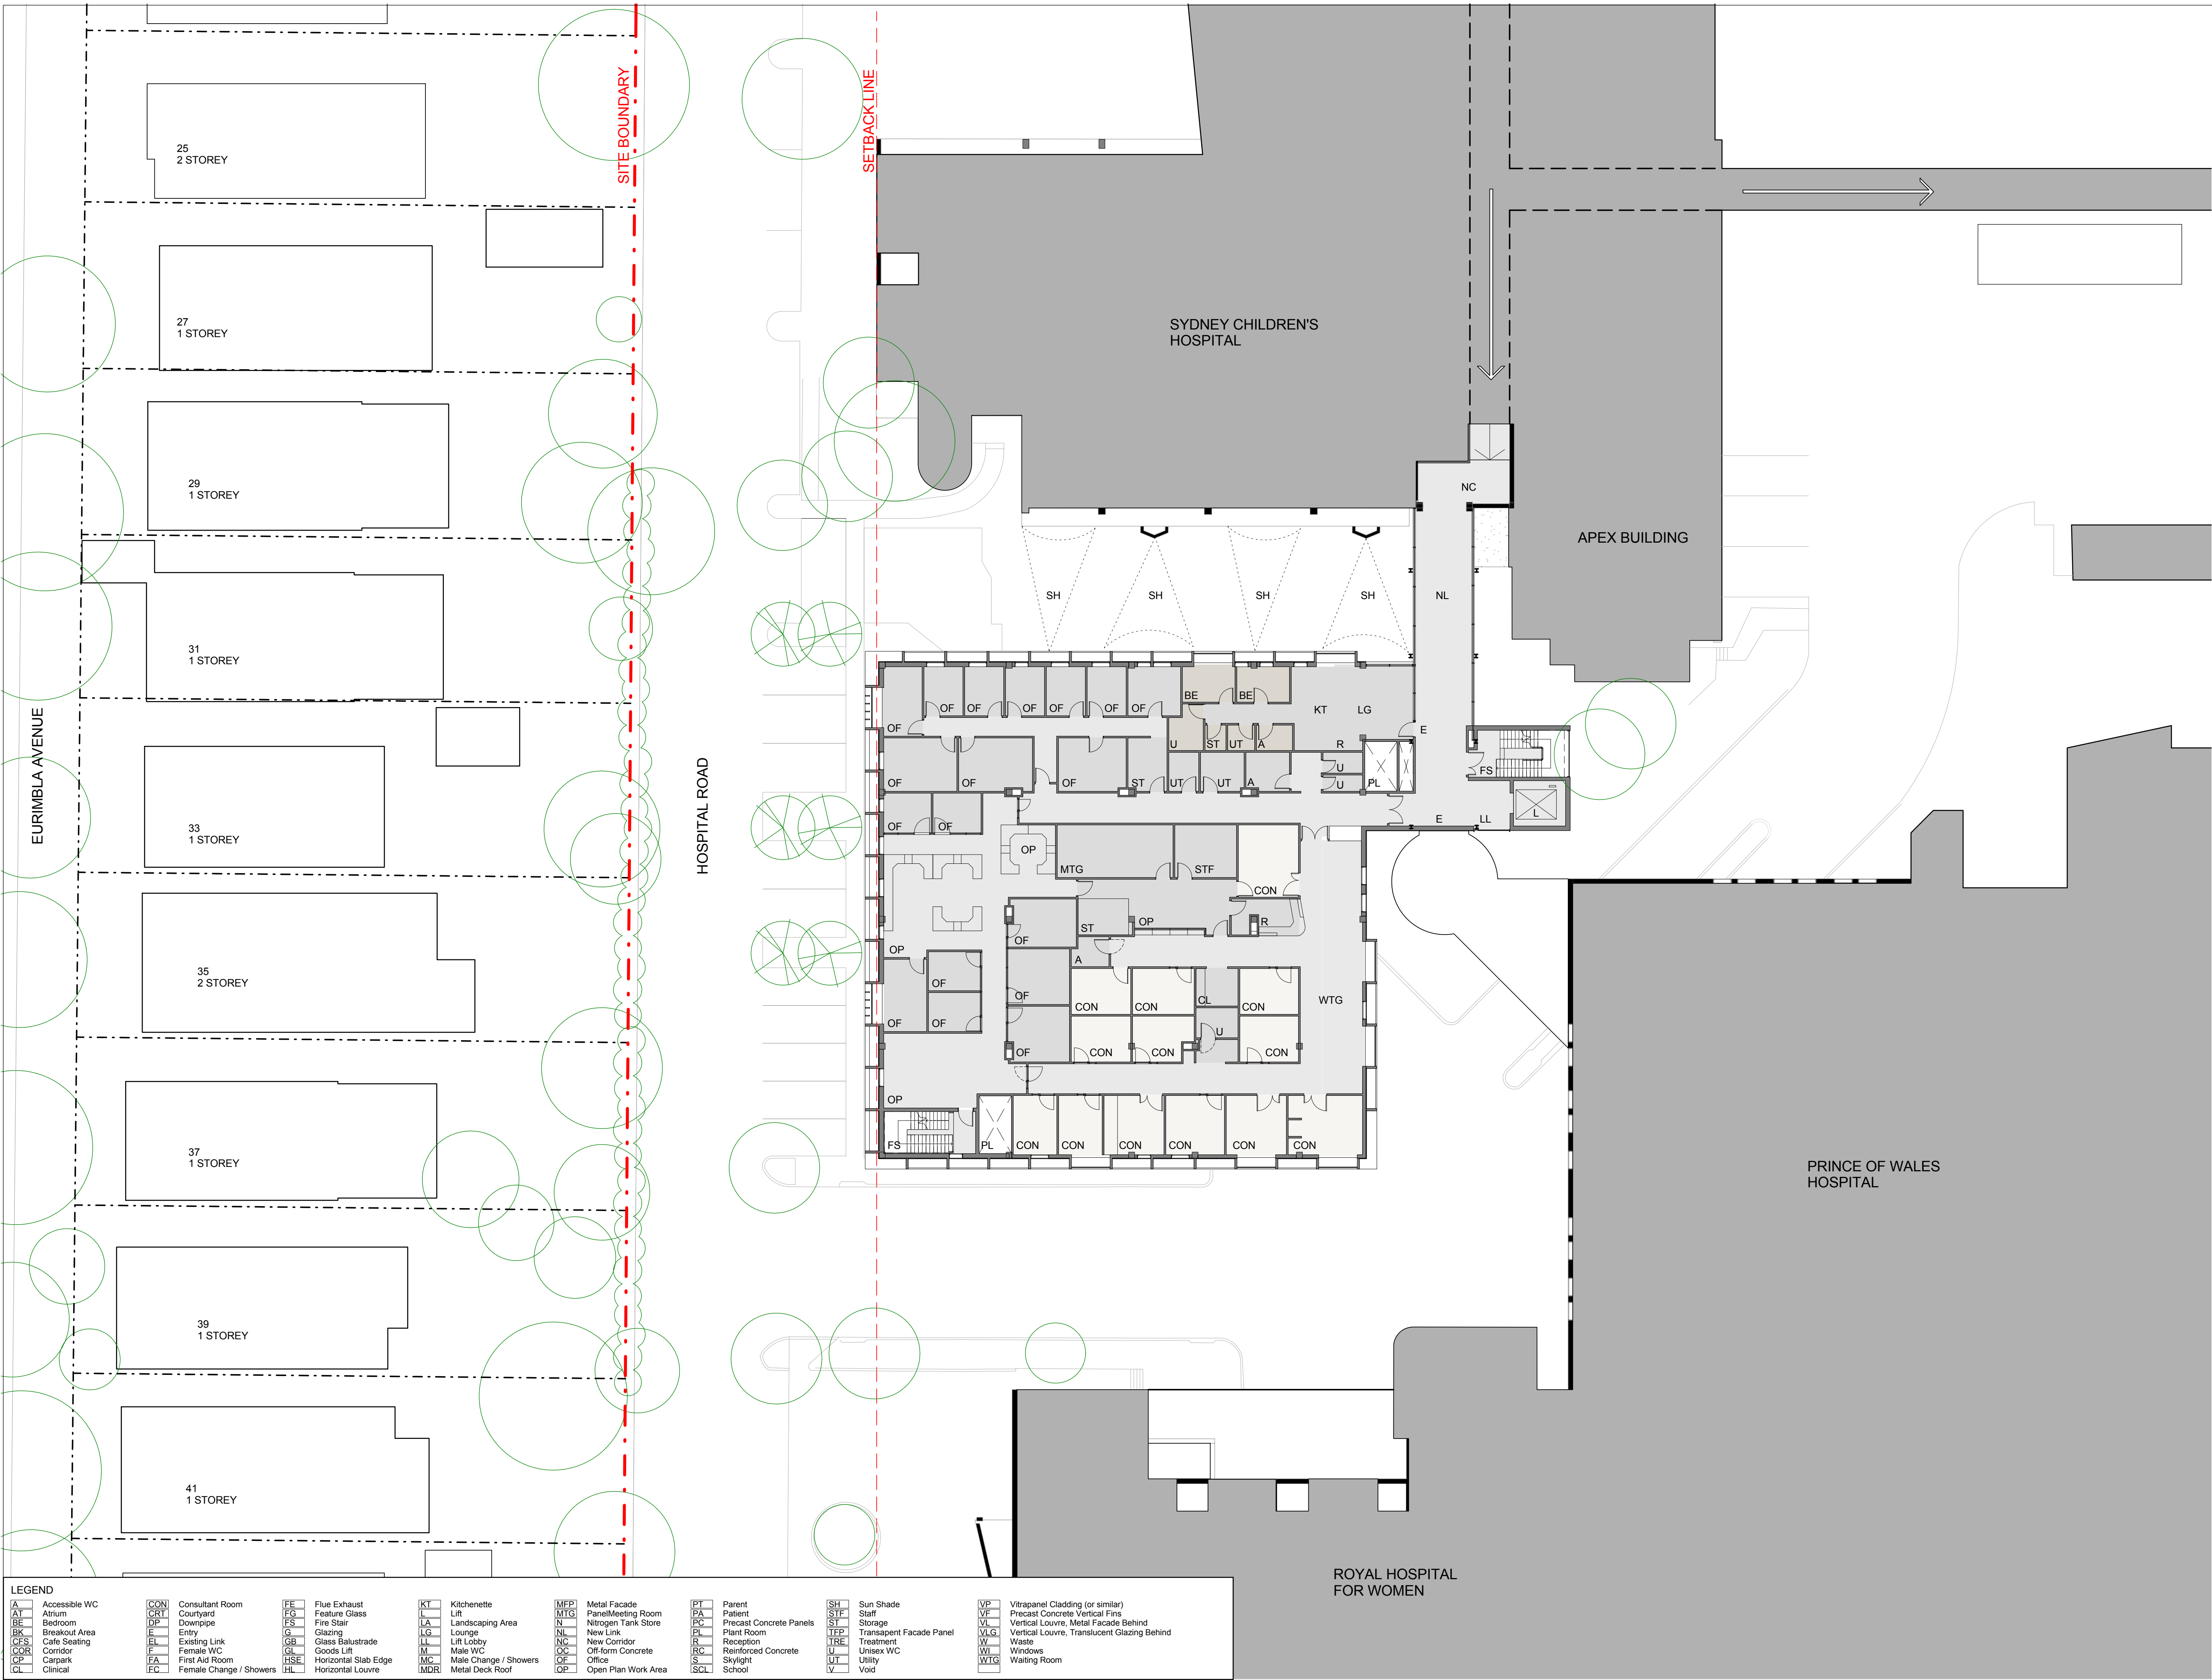 SITE BOUNDARY
SETBACK LINE
25
2 STOREY
27
1 STOREY
29
1 STOREY
31
1 STOREY
33
1 STOREY
35
2 STOREY
37
1 STOREY
39
1 STOREY
41
1 STOREY
EURIMBLA AVENUE
HOSPITAL ROAD
SYDNEY CHILDREN'S
HOSPITAL
APEX BUILDING
NC
NL
SH
SH
SH
SH
BE
BE
KT
LG
OF
OF
OF
OF
OF
OF
OF
E
U
ST
UT
A
R
OF
OF
OF
ST
UT
UT
A
U
U
PL
FS
OF
OF
E
LL
L
OP
MTG
STF
CON
ST
OP
R
OP
OF
A
OF
OF
CON
CON
CL
CON
WTG
OF
OF
OF
CON
CON
U
CON
OP
FS
PL
CON
CON
CON
CON
CON
CON
PRINCE OF WALES
HOSPITAL
ROYAL HOSPITAL
FOR WOMEN
LEGEND
A Accessible WC
AT Atrium
BE Bedroom
BK Breakout Area
CFS Cafe Seating
COR Corridor
CP Carpark
CL Clinical
CON Consultant Room
CRT Courtyard
DP Downpipe
E Entry
EL Existing Link
F Female WC
FA First Aid Room
FC Female Change / Showers
FE Flue Exhaust
FG Feature Glass
FS Fire Stair
G Glazing
GB Glass Balustrade
GL Goods Lift
HSE Horizontal Slab Edge
HL Horizontal Louvre
KT Kitchenette
L Lift
LA Landscaping Area
LG Lounge
LL Lift Lobby
M Male WC
MC Male Change / Showers
MDR Metal Deck Roof
MFP Metal Facade
MTG PanelMeeting Room
N Nitrogen Tank Store
NL New Link
NC New Corridor
OC Off-form Concrete
OF Office
OP Open Plan Work Area
PT Parent
PA Patient
PC Precast Concrete Panels
PL Plant Room
R Reception
RC Reinforced Concrete
S Skylight
SCL School
SH Sun Shade
STF Staff
ST Storage
TFP Transapent Facade Panel
TRE Treatment
U Unisex WC
UT Utility
V Void
VP Vitrapanel Cladding (or similar)
VF Precast Concrete Vertical Fins
VL Vertical Louvre, Metal Facade Behind
VLG Vertical Louvre, Translucent Glazing Behind
W Waste
WI Windows
WTG Waiting Room